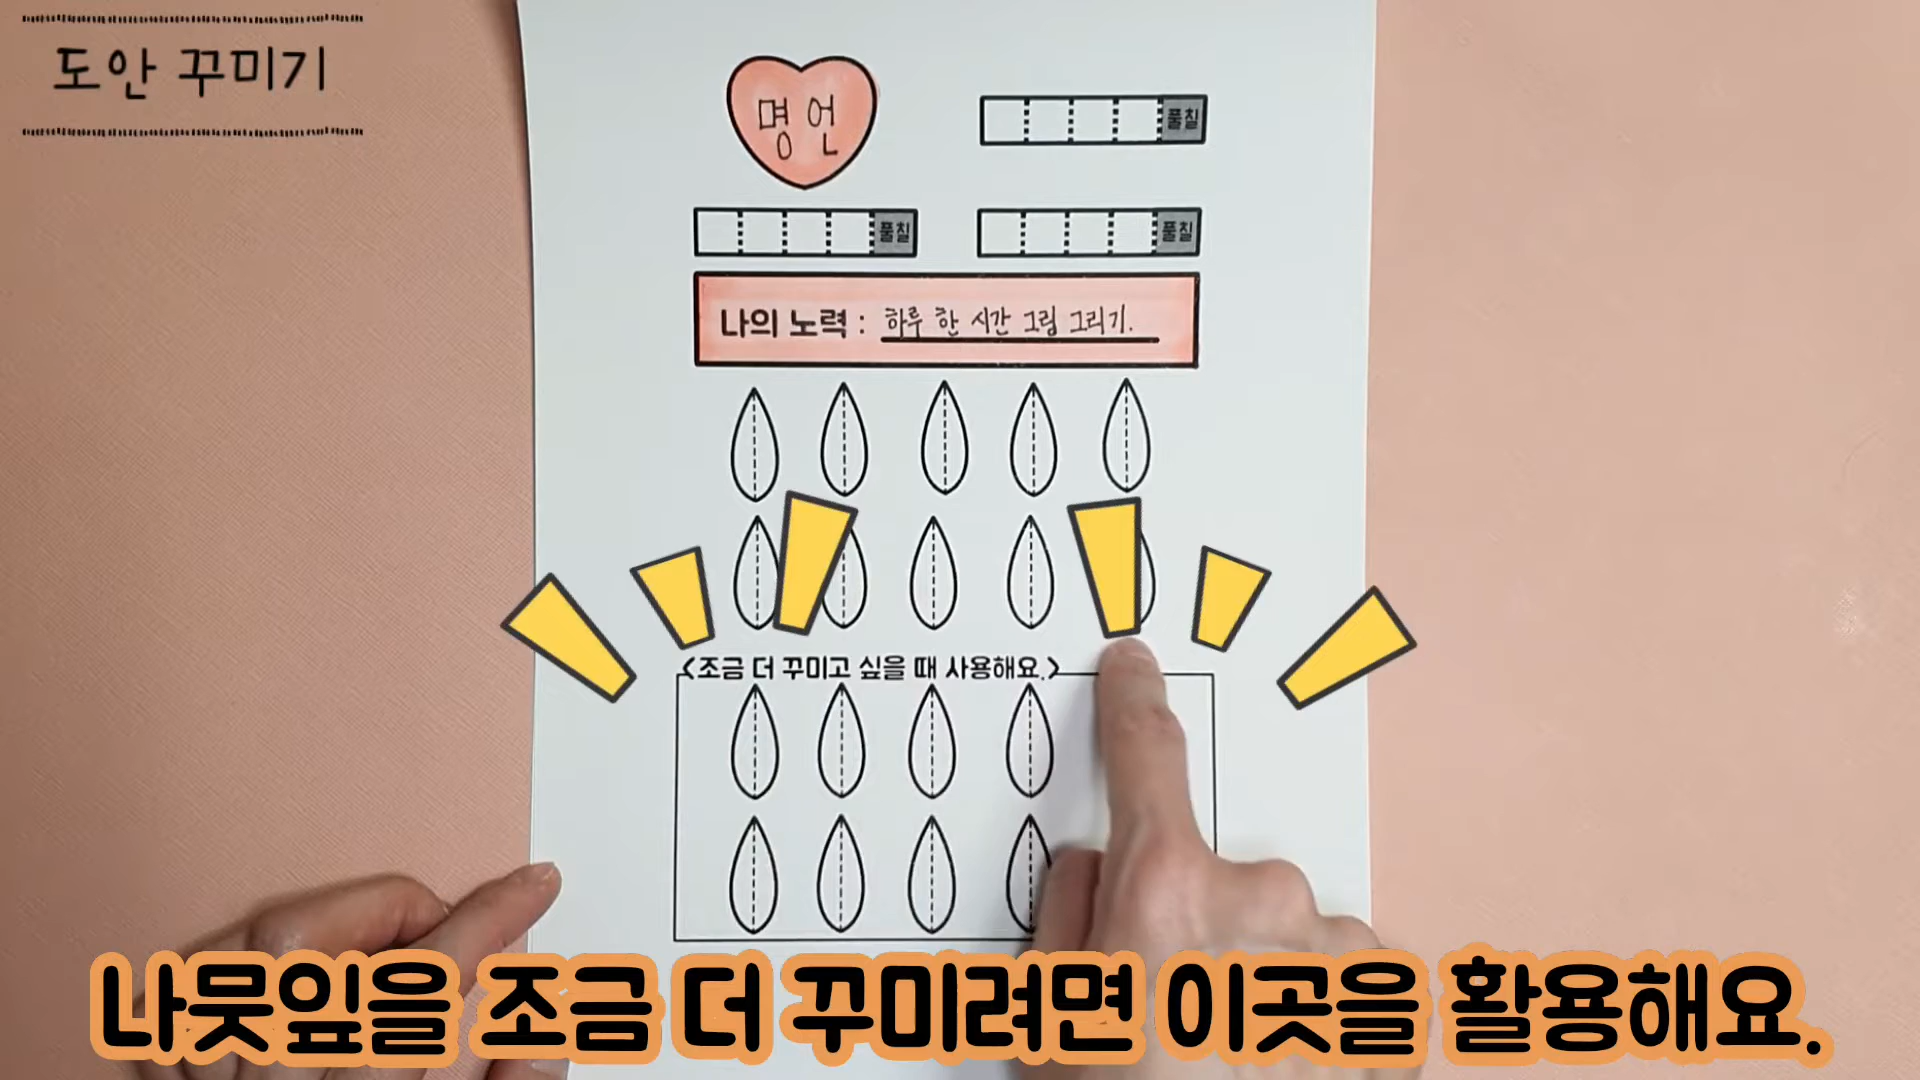 도안 꾸미기
명언
풀칠
풀칠
풀칠
나의 노력 : 하루 한 시간 그림 그리기.
<조금 더 꾸미고 싶을 때 사용해요.>
나뭇잎을 조금 더 꾸미려면 이곳을 활용해요.